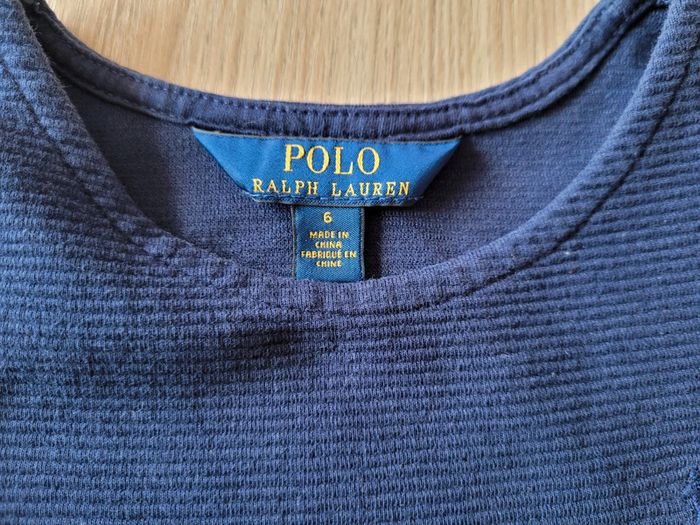 POLO
RALPH LAUREN
6
MADE IN
CHINA
FABRIQUÉ EN
CHINE